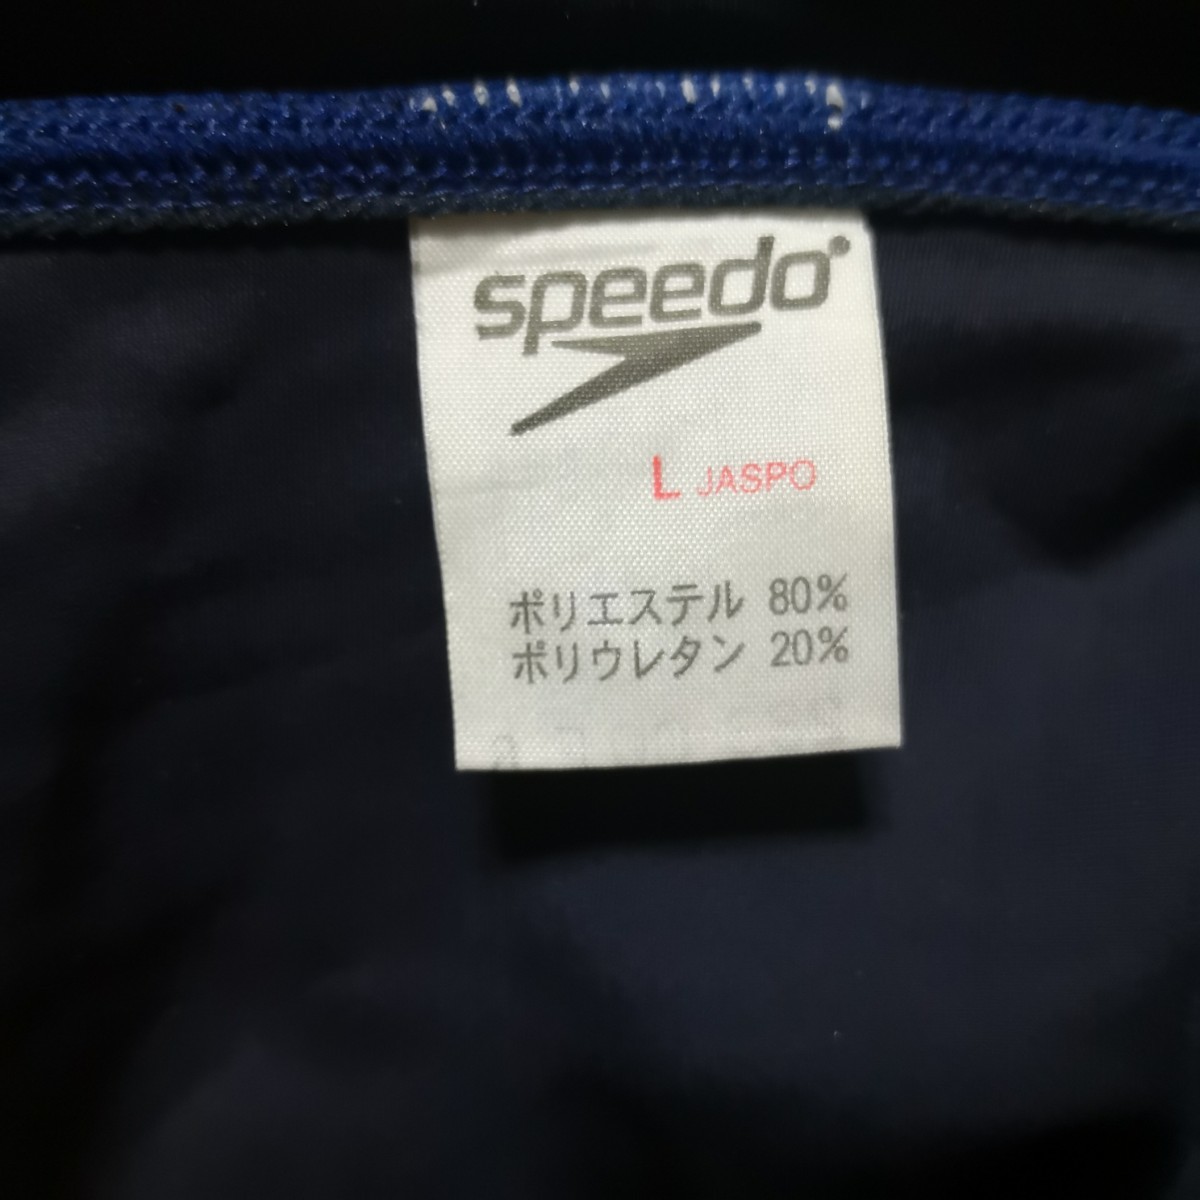 speedo®
L JASPO
ポリエステル 80%
ポリウレタン 20%